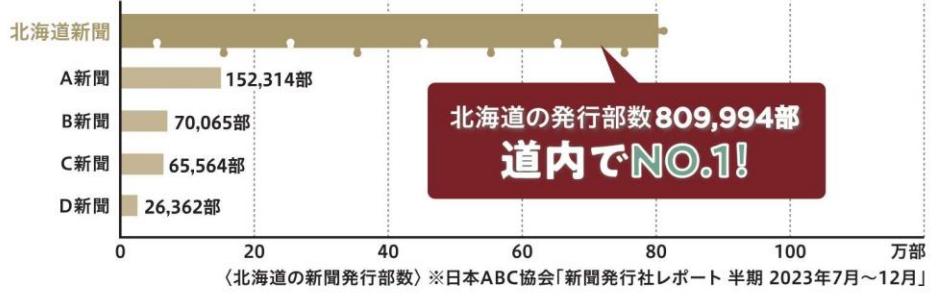 北海道新聞
A新聞 152,314部
B新聞 70,065部
C新聞 65,564部
D新聞 26,362部
北海道の発行部数809,994部
道内でNO.1!
0 20 40 60 80 100 万部
〈北海道の新聞発行部数〉※日本ABC協会「新聞発行社レポート 半期 2023年7月~12月」